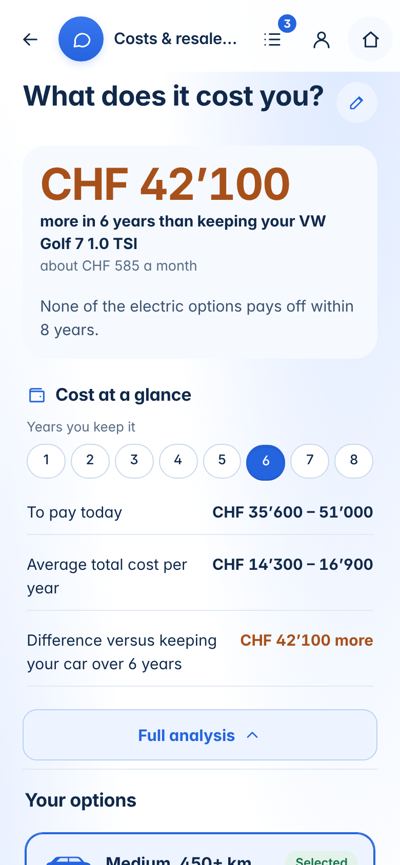 Costs & resale...
3
What does it cost you?
CHF 42’100
more in 6 years than keeping your VW
Golf 7 1.0 TSI
about CHF 585 a month
None of the electric options pays off within
8 years.
Cost at a glance
Years you keep it
1 2 3 4 5 6 7 8
To pay today CHF 35’600 – 51’000
Average total cost per CHF 14’300 – 16’900
year
Difference versus keeping CHF 42’100 more
your car over 6 years
Full analysis
Your options
Medium, 450+ km
Selected